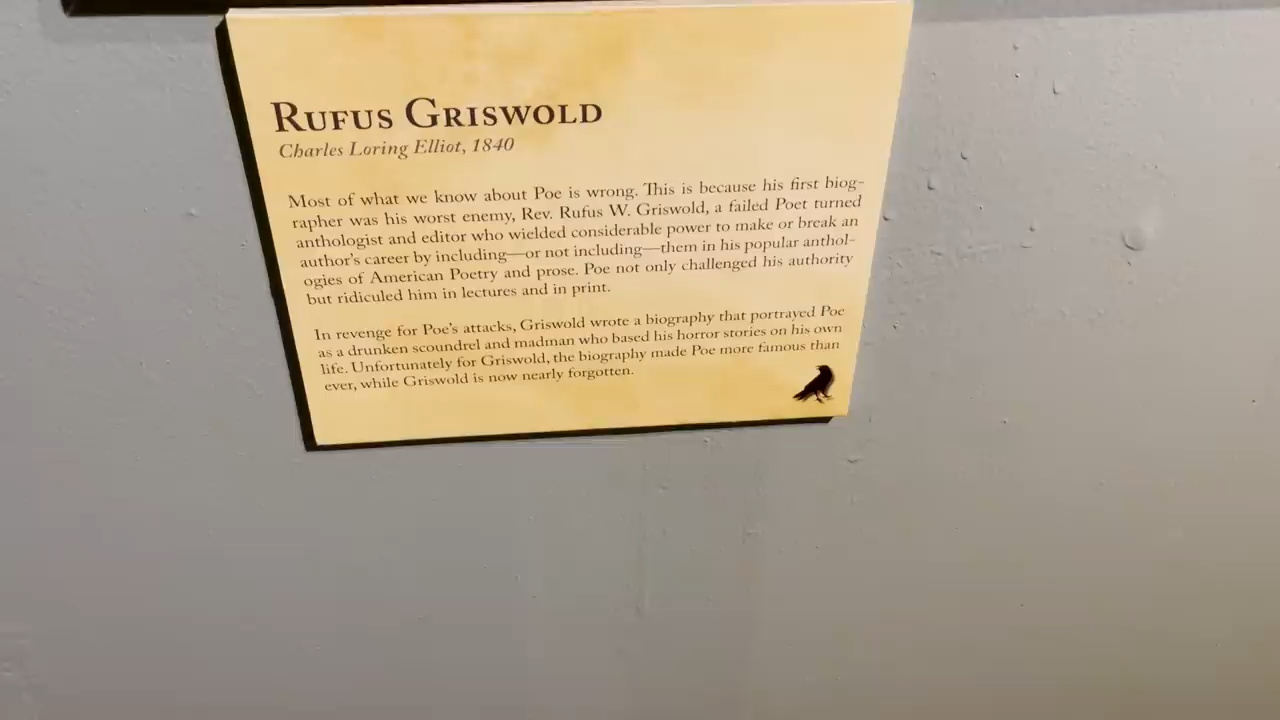 RUFUS GRISWOLD
Charles Loring Elliot, 1840
Most of what we know about Poe is wrong. This is because his first biog-
rapher was his worst enemy, Rev. Rufus W. Griswold, a failed Poet turned
anthologist and editor who wielded considerable power to make or break an
author's career by including—or not including—them in his popular anthol-
ogies of American Poetry and prose. Poe not only challenged his authority
but ridiculed him in lectures and in print.
In revenge for Poe's attacks, Griswold wrote a biography that portrayed Poe
as a drunken scoundrel and madman who based his horror stories on his own
life. Unfortunately for Griswold, the biography made Poe more famous than
ever, while Griswold is now nearly forgotten.